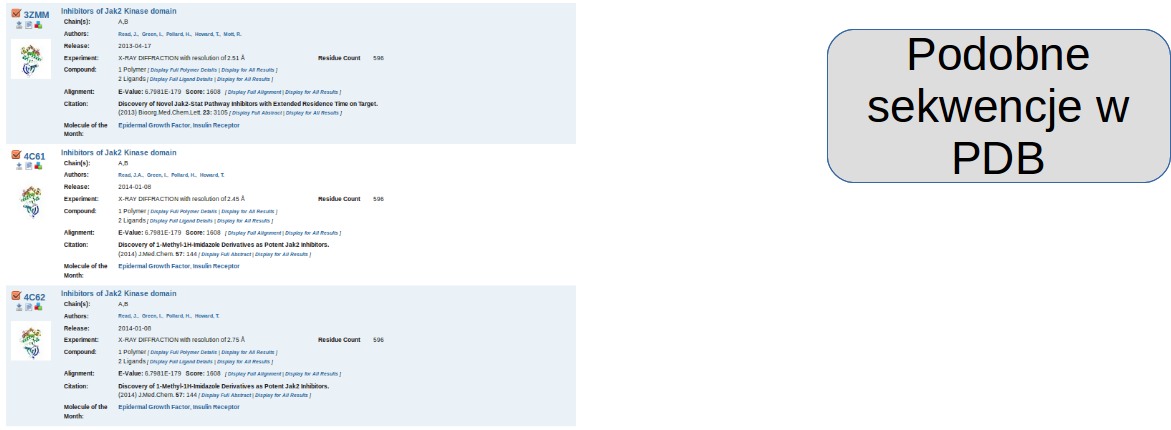 3ZMM
Inhibitors of Jak2 Kinase domain
Chain(s): A,B
Authors: Read, J., Green, I., Pollard, H., Howard, T., Mott, R.
Release: 2013-04-17
Experiment: X-RAY DIFFRACTION with resolution of 2.51 Å Residue Count 596
Compound: 1 Polymer [ Display Full Polymer Details | Display for All Results ]
2 Ligands [ Display Full Ligand Details | Display for All Results ]
Alignment: E-Value: 6.7981E-179 Score: 1608 [ Display Full Alignment | Display for All Results ]
Citation: Discovery of Novel Jak2-Stat Pathway Inhibitors with Extended Residence Time on Target.
(2013) Bioorg.Med.Chem.Lett. 23: 3105 [ Display Full Abstract | Display for All Results ]
Molecule of the Epidermal Growth Factor, Insulin Receptor
Month:
4C61
Inhibitors of Jak2 Kinase domain
Chain(s): A,B
Authors: Read, J.A., Green, I., Pollard, H., Howard, T.
Release: 2014-01-08
Experiment: X-RAY DIFFRACTION with resolution of 2.45 Å Residue Count 596
Compound: 1 Polymer [ Display Full Polymer Details | Display for All Results ]
2 Ligands [ Display Full Ligand Details | Display for All Results ]
Alignment: E-Value: 6.7981E-179 Score: 1608 [ Display Full Alignment | Display for All Results ]
Citation: Discovery of 1-Methyl-1H-Imidazole Derivatives as Potent Jak2 Inhibitors.
(2014) J.Med.Chem. 57: 144 [ Display Full Abstract | Display for All Results ]
Molecule of the Epidermal Growth Factor, Insulin Receptor
Month:
4C62
Inhibitors of Jak2 Kinase domain
Chain(s): A,B
Authors: Read, J., Green, I., Pollard, H., Howard, T.
Release: 2014-01-08
Experiment: X-RAY DIFFRACTION with resolution of 2.75 Å Residue Count 596
Compound: 1 Polymer [ Display Full Polymer Details | Display for All Results ]
2 Ligands [ Display Full Ligand Details | Display for All Results ]
Alignment: E-Value: 6.7981E-179 Score: 1608 [ Display Full Alignment | Display for All Results ]
Citation: Discovery of 1-Methyl-1H-Imidazole Derivatives as Potent Jak2 Inhibitors.
(2014) J.Med.Chem. 57: 144 [ Display Full Abstract | Display for All Results ]
Molecule of the Epidermal Growth Factor, Insulin Receptor
Month:
Podobne
sekwencje w
PDB